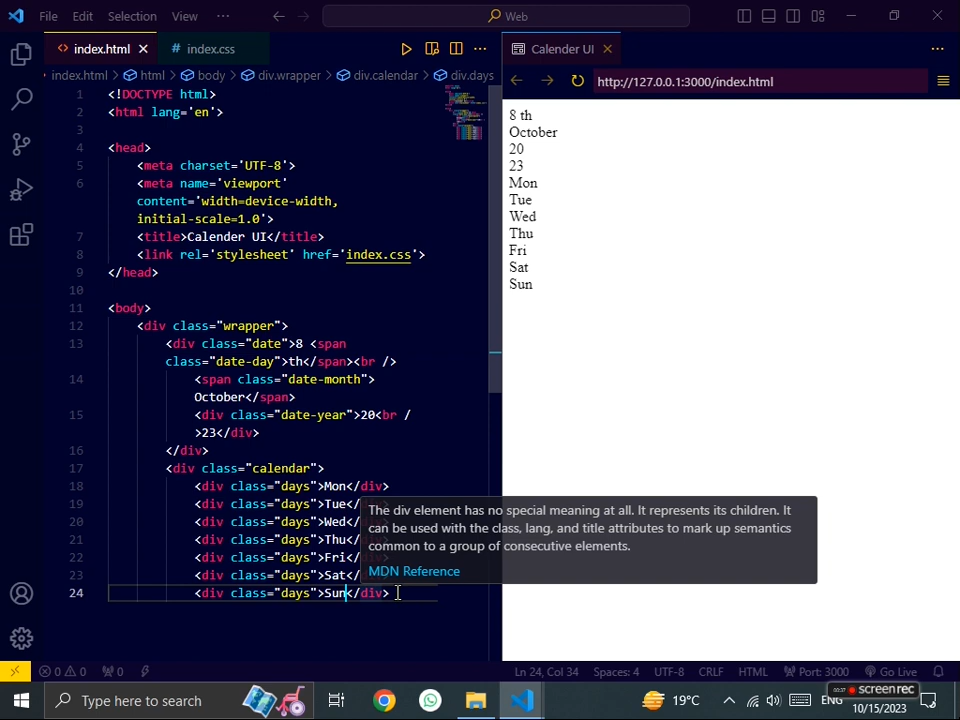 File Edit Selection View ··· Web
index.html index.css Calender UI
index.html > html > body > div.wrapper > div.calendar > div.days
http://127.0.0.1:3000/index.html
1 <!DOCTYPE html>
2 <html lang='en'>
3
4 <head>
5 <meta charset='UTF-8'>
6 <meta name='viewport'
content='width=device-width,
initial-scale=1.0'>
7 <title>Calender UI</title>
8 <link rel='stylesheet' href='index.css'>
9 </head>
10
11 <body>
12 <div class="wrapper">
13 <div class="date">8 <span
class="date-day">th</span><br />
14 <span class="date-month">
October</span>
15 <div class="date-year">20<br /
>23</div>
16 </div>
17 <div class="calendar">
18 <div class="days">Mon</div>
19 <div class="days">Tue</
20 <div class="days">Wed</
21 <div class="days">Thu</
22 <div class="days">Fri</
23 <div class="days">Sat</
24 <div class="days">Sun</div>
The div element has no special meaning at all. It represents its children. It
can be used with the class, lang, and title attributes to mark up semantics
common to a group of consecutive elements.
MDN Reference
8 th
October
20
23
Mon
Tue
Wed
Thu
Fri
Sat
Sun
0 0 0 Ln 24, Col 34 Spaces: 4 UTF-8 CRLF HTML Port: 3000 Go Live
Type here to search 19°C ENG
0:37 screenrec
10/15/2023